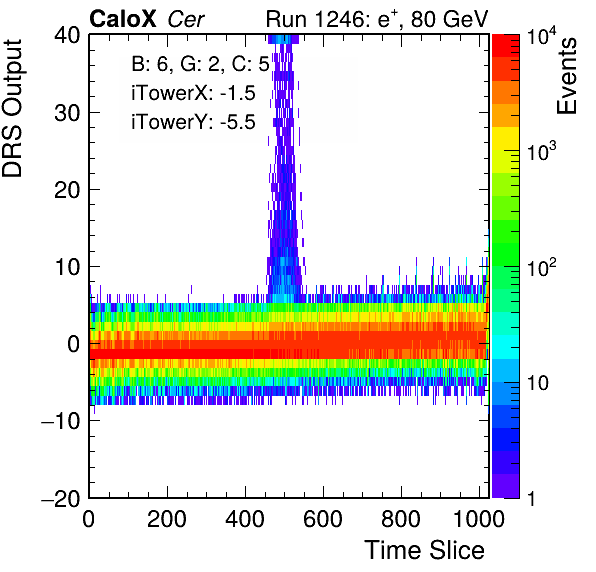 CaloX Cer Run 1246: e+, 80 GeV
B: 6, G: 2, C: 5
iTowerX: -1.5
iTowerY: -5.5
DRS Output
40
30
20
10
0
−10
−20
0 200 400 600 800 1000
Time Slice
Events
10^4
10^3
10^2
10
1